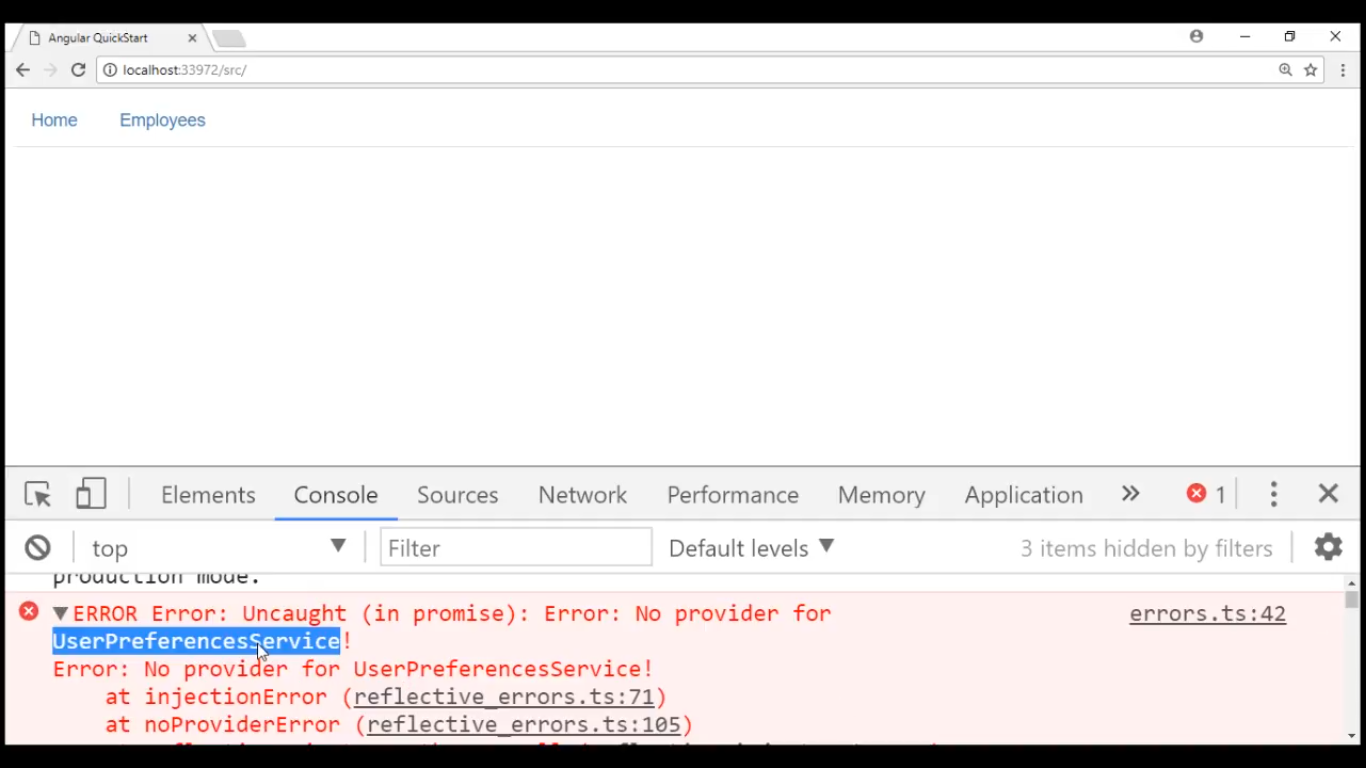 Angular QuickStart
localhost:33972/src/
Home Employees
Elements Console Sources Network Performance Memory Application 1
top Filter Default levels 3 items hidden by filters
production mode.
ERROR Error: Uncaught (in promise): Error: No provider for errors.ts:42
UserPreferencesService!
Error: No provider for UserPreferencesService!
at injectionError (reflective_errors.ts:71)
at noProviderError (reflective_errors.ts:105)